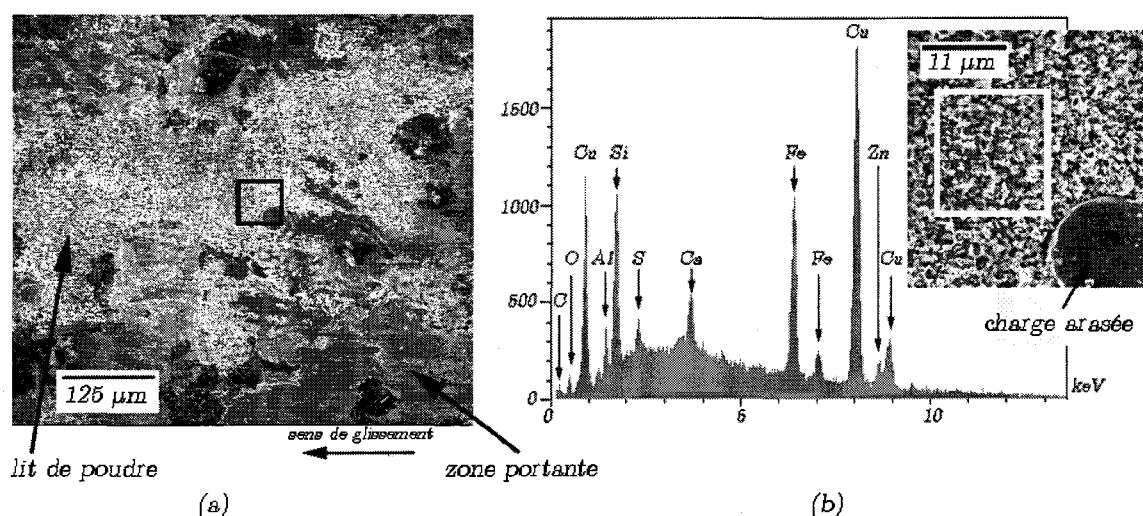 125 µm
sens de glissement
lit de poudre
zone portante
(a)
1500
1000
500
0
C
O
Cu
Al
Si
S
Ca
Fe
Fe
Cu
Zn
Cu
0
5
10
keV
11 µm
charge arasée
(b)